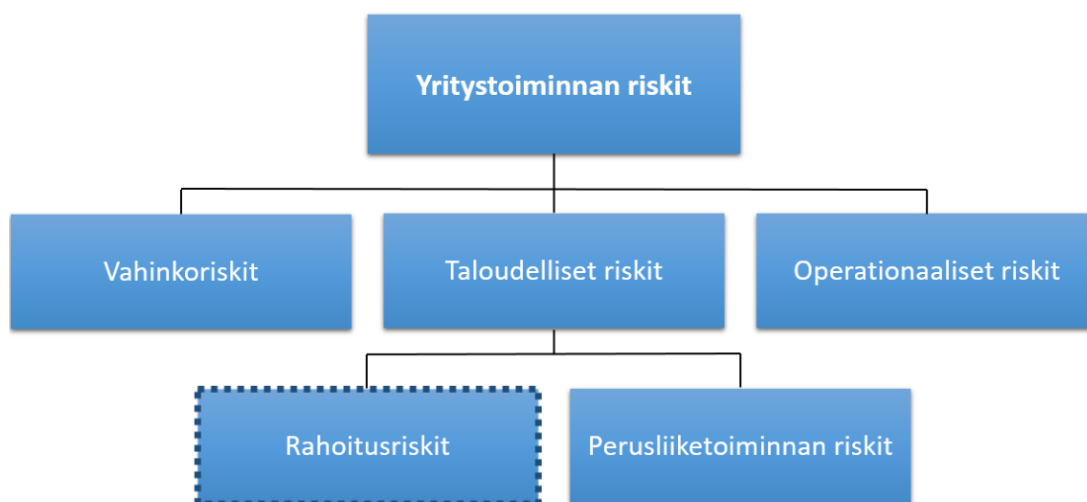 Yritystoiminnan riskit
Vahinkoriskit
Taloudelliset riskit
Operationaaliset riskit
Rahoitusriskit
Perusliiketoiminnan riskit